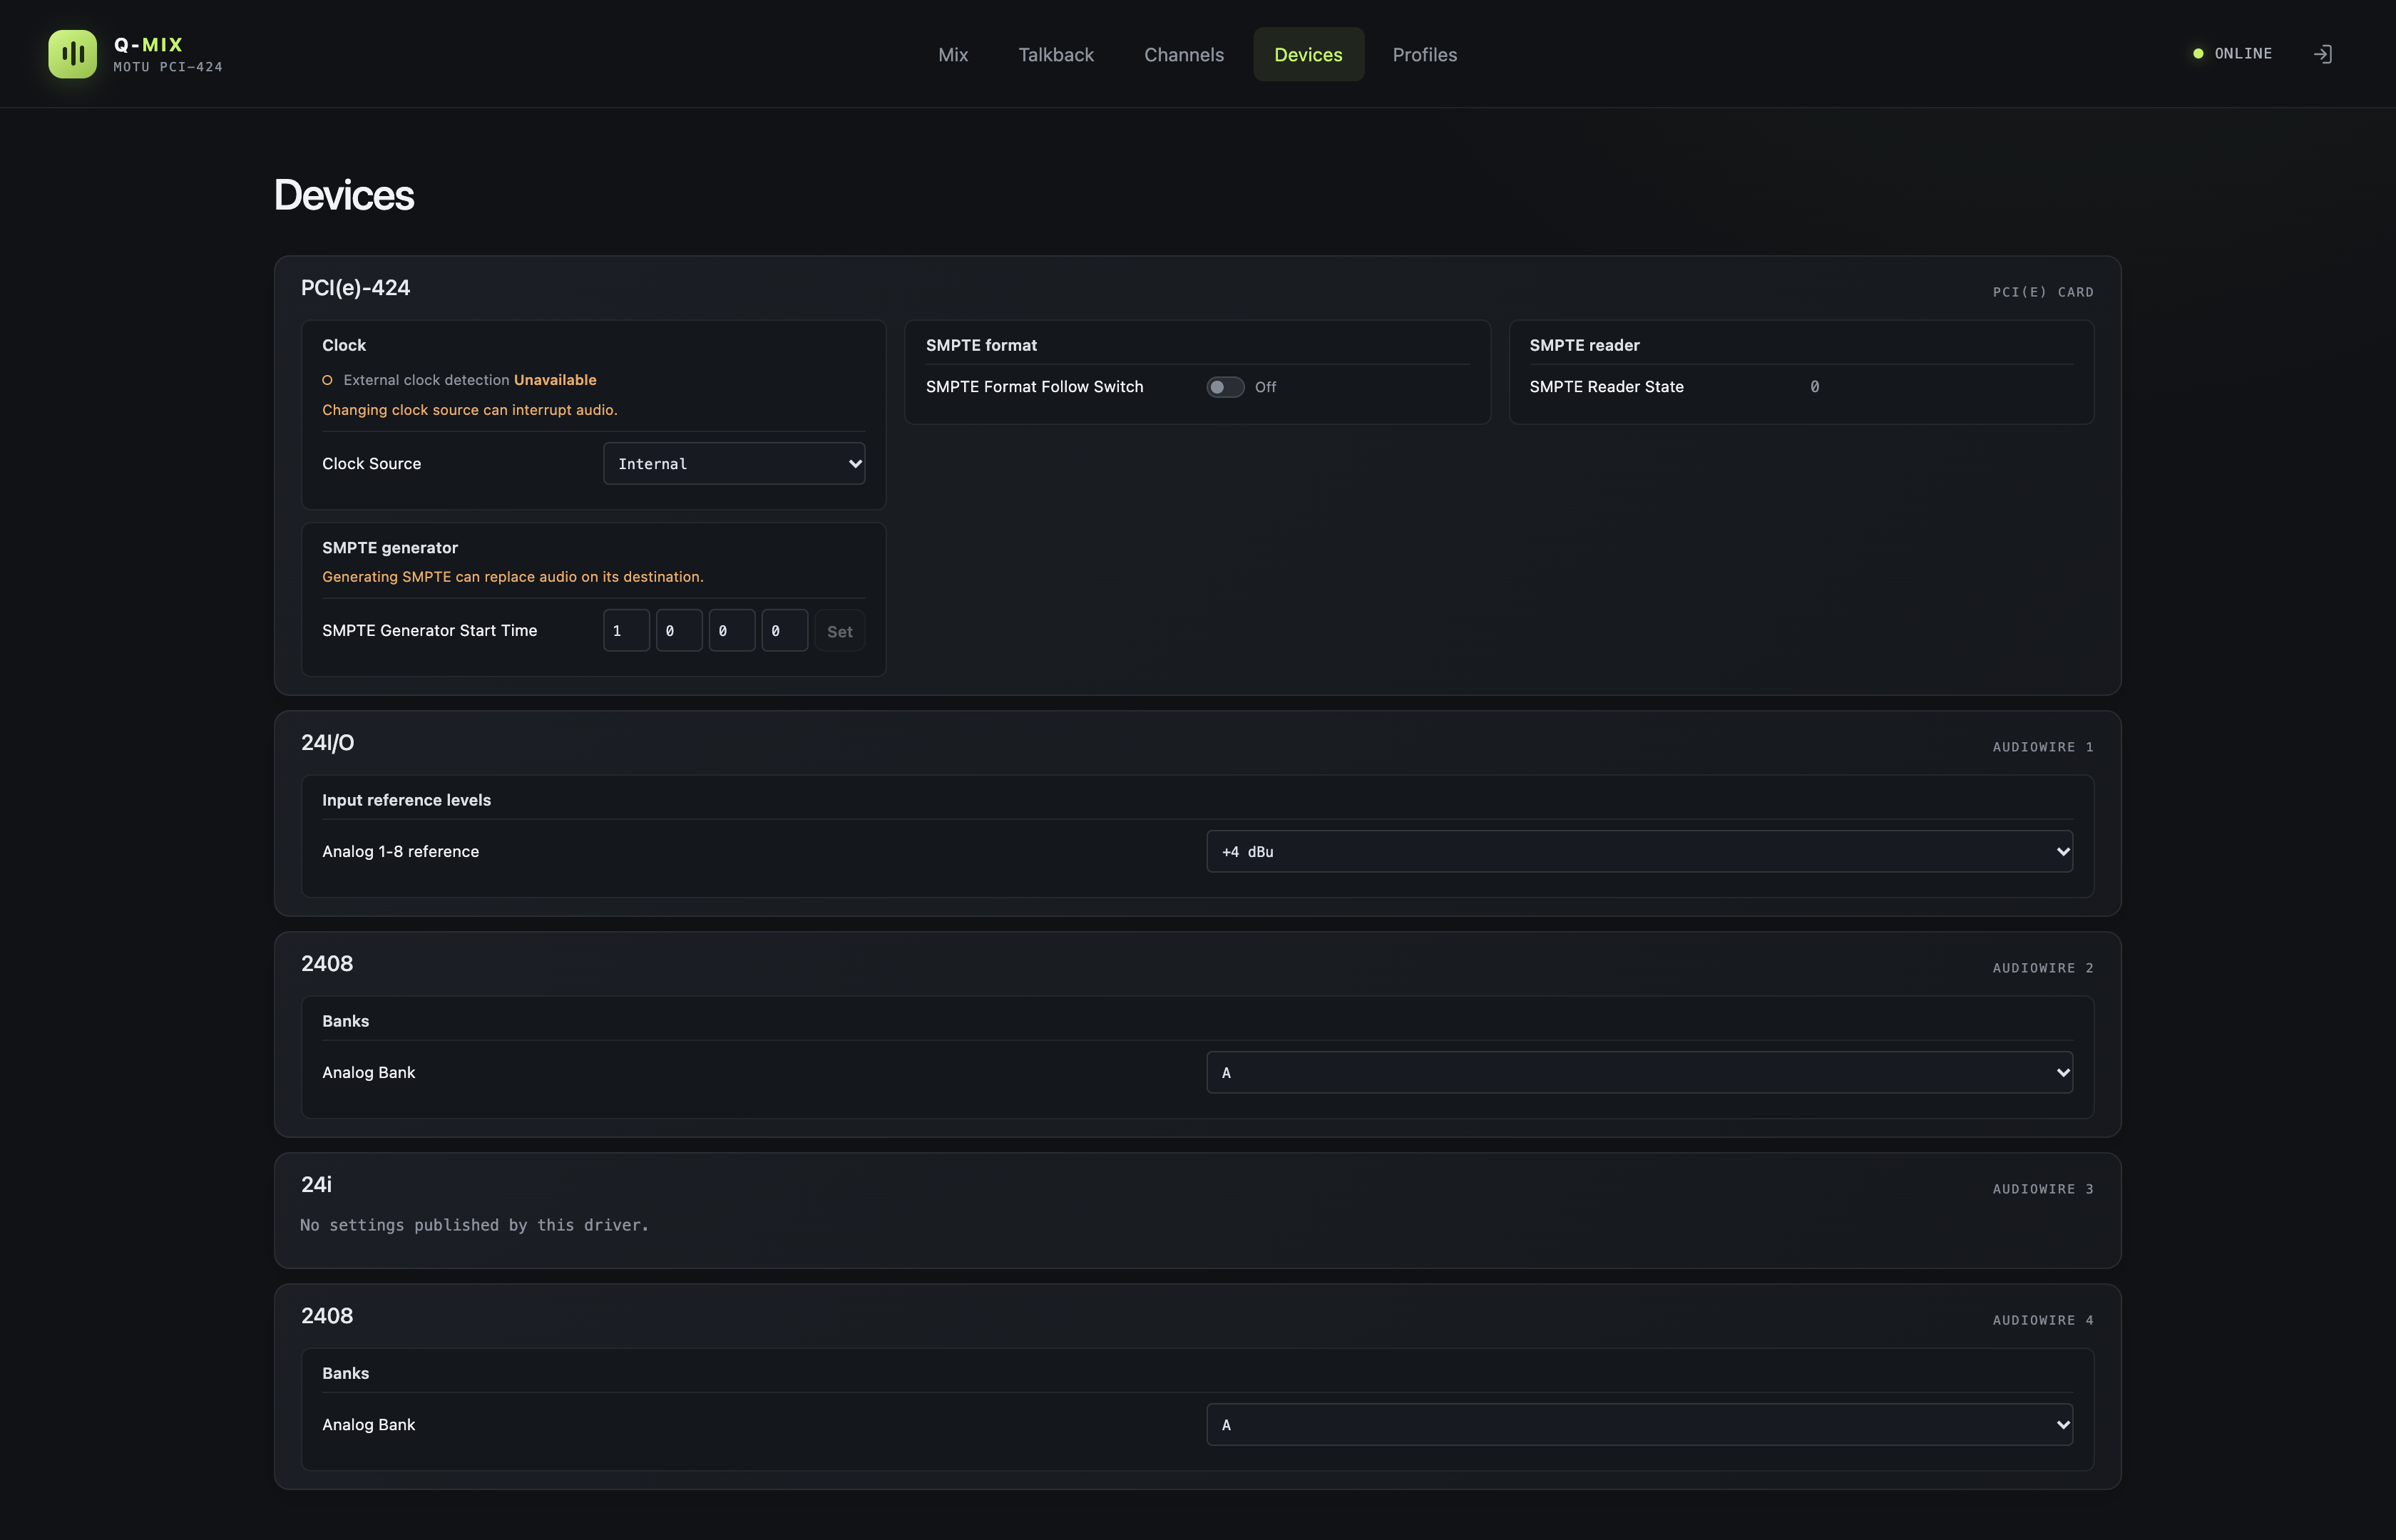 Q-MIX
MOTU PCI-424
Mix
Talkback
Channels
Devices
Profiles
ONLINE
Devices
PCI(e)-424
PCI(E) CARD
Clock
External clock detection Unavailable
Changing clock source can interrupt audio.
Clock Source
Internal
SMPTE format
SMPTE Format Follow Switch
Off
SMPTE reader
SMPTE Reader State
0
SMPTE generator
Generating SMPTE can replace audio on its destination.
SMPTE Generator Start Time
1
0
0
0
Set
24I/O
AUDIOWIRE 1
Input reference levels
Analog 1-8 reference
+4 dBu
2408
AUDIOWIRE 2
Banks
Analog Bank
A
24i
AUDIOWIRE 3
No settings published by this driver.
2408
AUDIOWIRE 4
Banks
Analog Bank
A